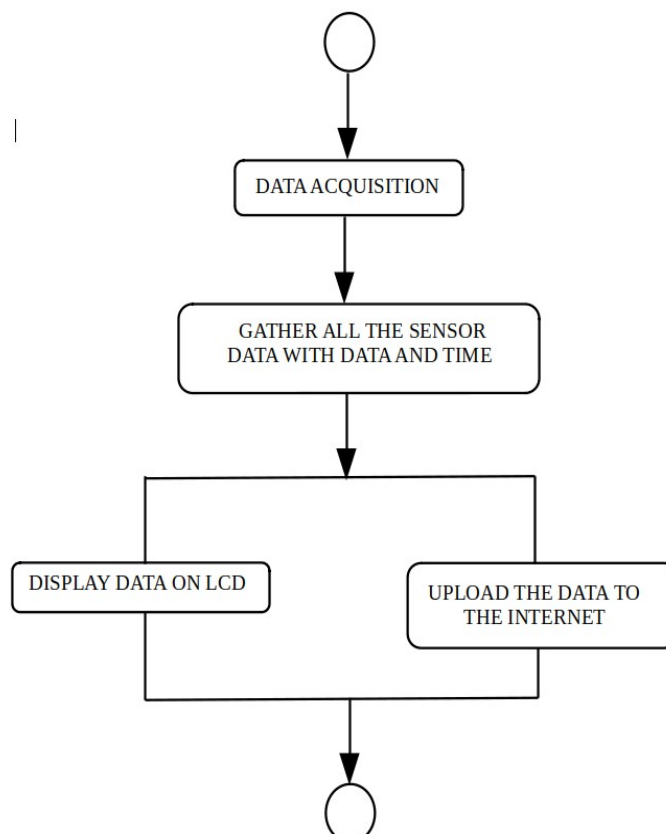 DATA ACQUISITION
GATHER ALL THE SENSOR
DATA WITH DATA AND TIME
DISPLAY DATA ON LCD
UPLOAD THE DATA TO
THE INTERNET